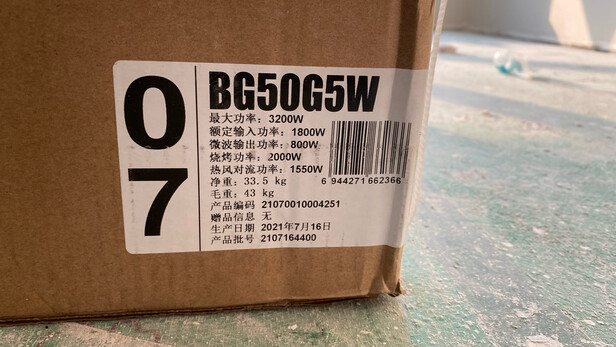 07
BG50G5W
最大功率：3200W
额定输入功率：1800W
微波输出功率：800W
烧烤功率：2000W
热风对流功率：1550W
6 944271 662366
净重：33.5 kg
毛重：43 kg
产品编码 21070010004251
赠品信息 无
生产日期 2021年7月16日
产品批号 2107164400